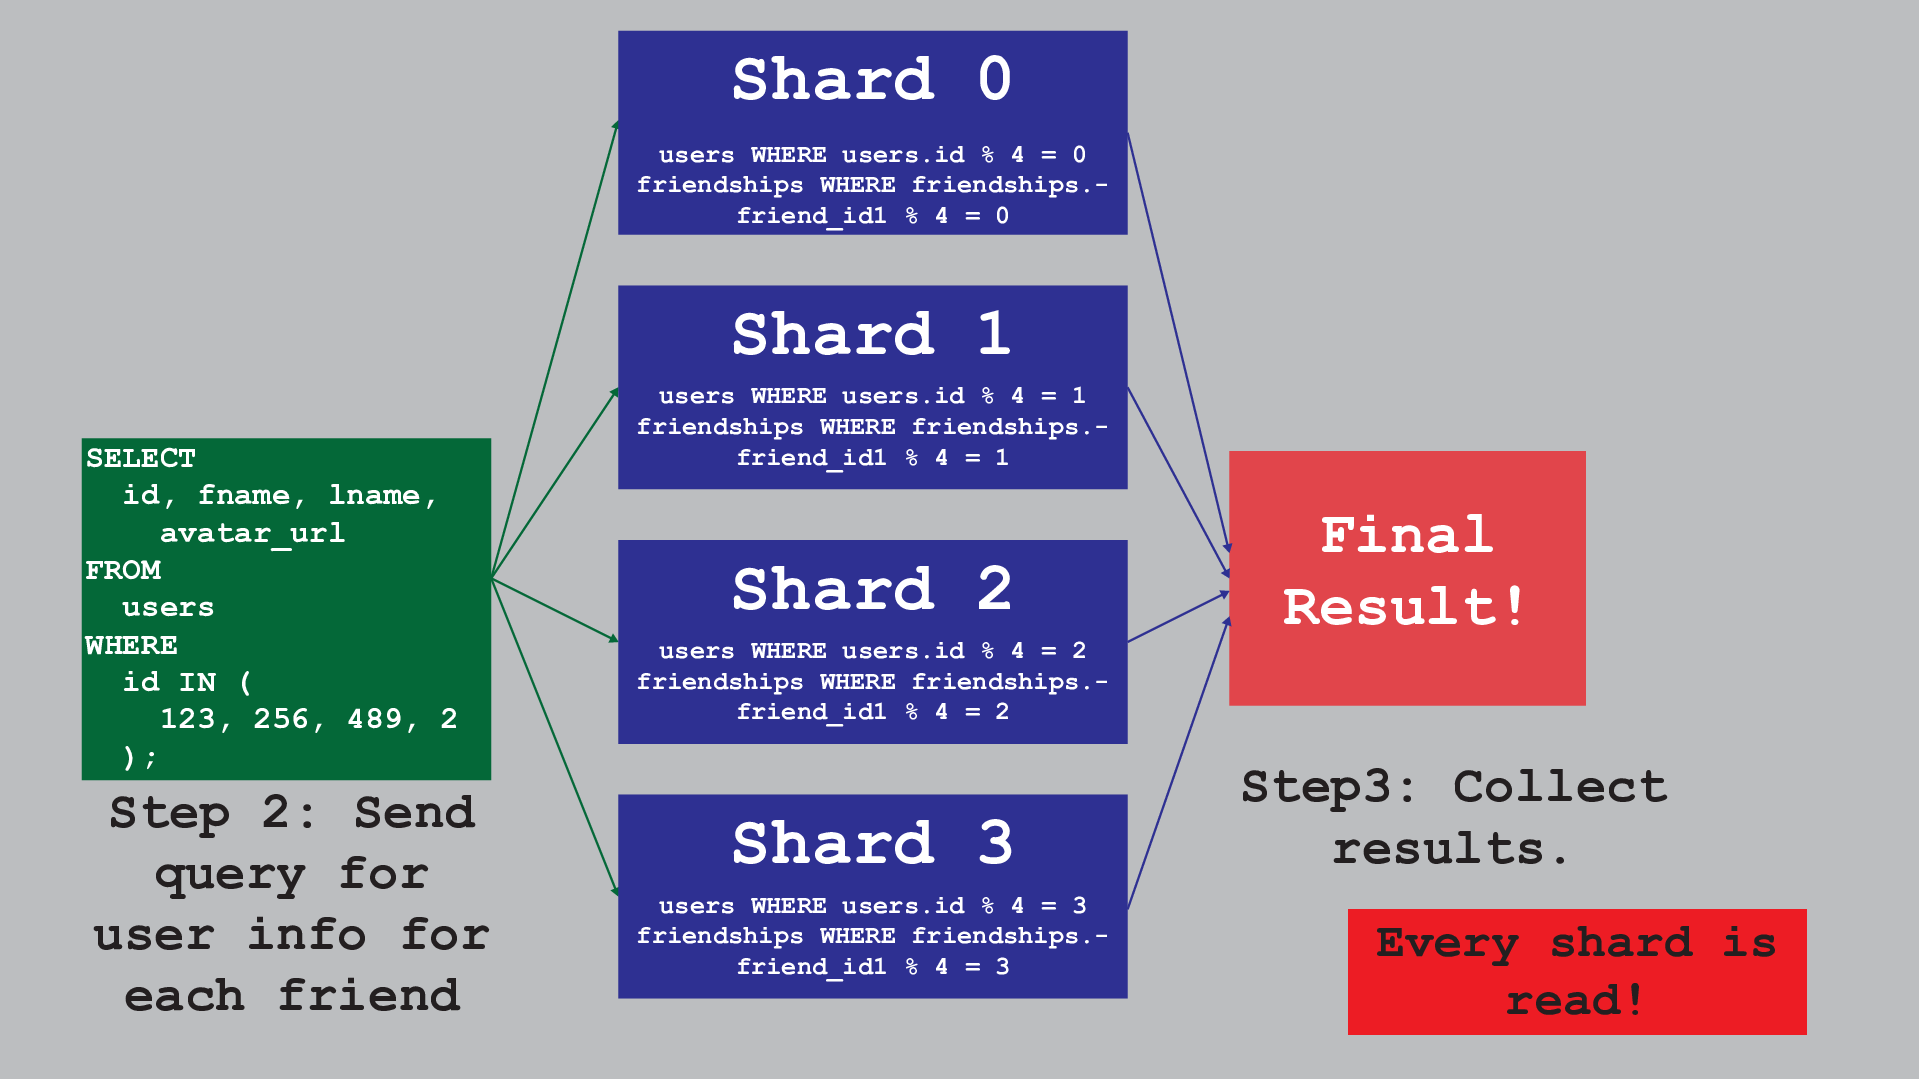 Shard 0
users WHERE users.id % 4 = 0
friendships WHERE friendships.-
friend_id1 % 4 = 0
Shard 1
users WHERE users.id % 4 = 1
friendships WHERE friendships.-
friend_id1 % 4 = 1
SELECT
id, fname, lname,
avatar_url
FROM
users
WHERE
id IN (
123, 256, 489, 2
);
Step 2: Send
query for
user info for
each friend
Shard 2
users WHERE users.id % 4 = 2
friendships WHERE friendships.-
friend_id1 % 4 = 2
Shard 3
users WHERE users.id % 4 = 3
friendships WHERE friendships.-
friend_id1 % 4 = 3
Final
Result!
Step3: Collect
results.
Every shard is
read!